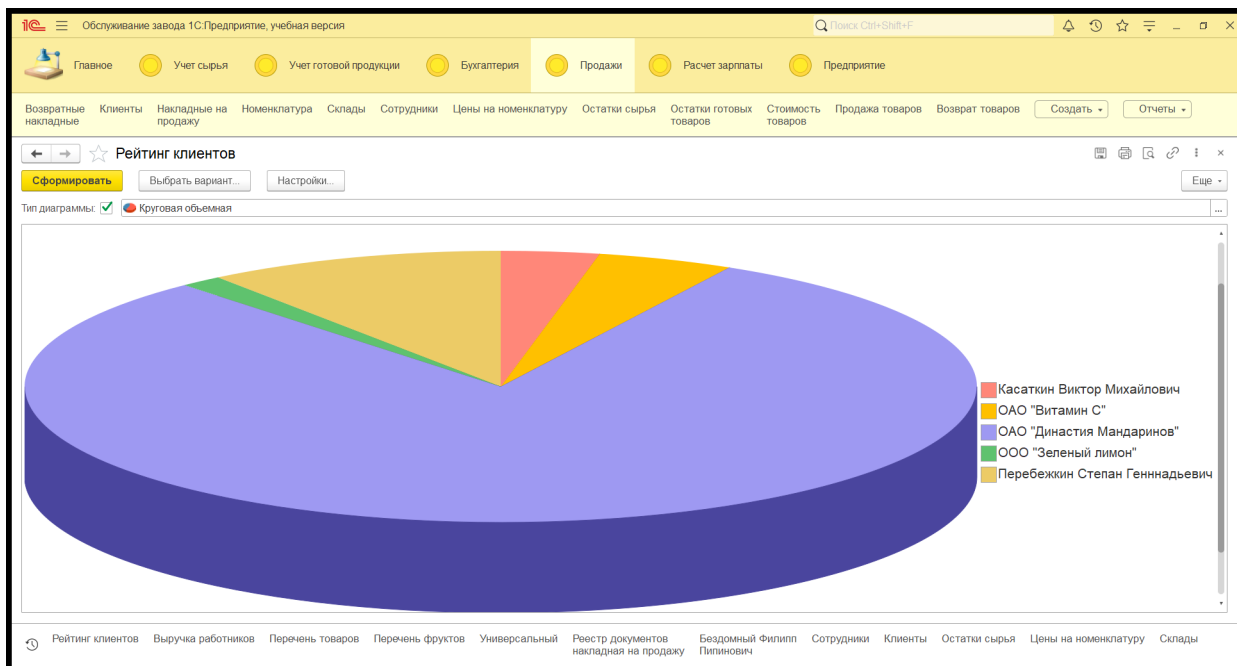 1С Обслуживание завода 1С:Предприятие, учебная версия Поиск Ctrl+Shift+F
Главное Учет сырья Учет готовой продукции Бухгалтерия Продажи Расчет зарплаты Предприятие
Возвратные накладные Клиенты Накладные на продажу Номенклатура Склады Сотрудники Цены на номенклатуру Остатки сырья Остатки готовых товаров Стоимость товаров Продажа товаров Возврат товаров Создать Отчеты
Рейтинг клиентов
Сформировать Выбрать вариант... Настройки... Еще
Тип диаграммы: Круговая объемная ...
Касаткин Виктор Михайлович
ОАО "Витамин С"
ОАО "Династия Мандаринов"
ООО "Зеленый лимон"
Перебежкин Степан Генннадьевич
Рейтинг клиентов Выручка работников Перечень товаров Перечень фруктов Универсальный Реестр документов накладная на продажу Бездомный Филипп Пипинович Сотрудники Клиенты Остатки сырья Цены на номенклатуру Склады